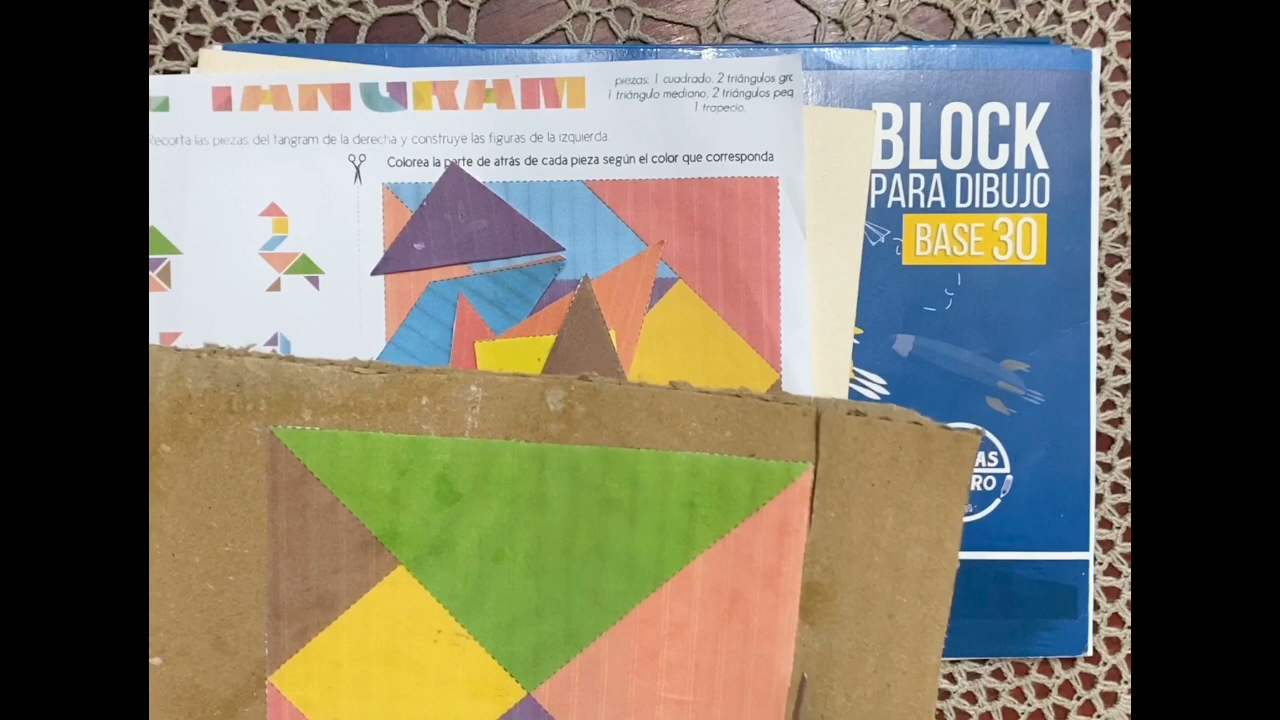 TANGRAM
piezas: 1 cuadrado, 2 triángulos
1 triángulo mediano, 2 triángulos peq
1 trapecio.
Recorta las piezas del tangram de la derecha y construye las figuras de la izquierda.
Colorea la parte de atrás de cada pieza según el color que corresponda
BLOCK
PARA DIBUJO
BASE 30
AS
RO